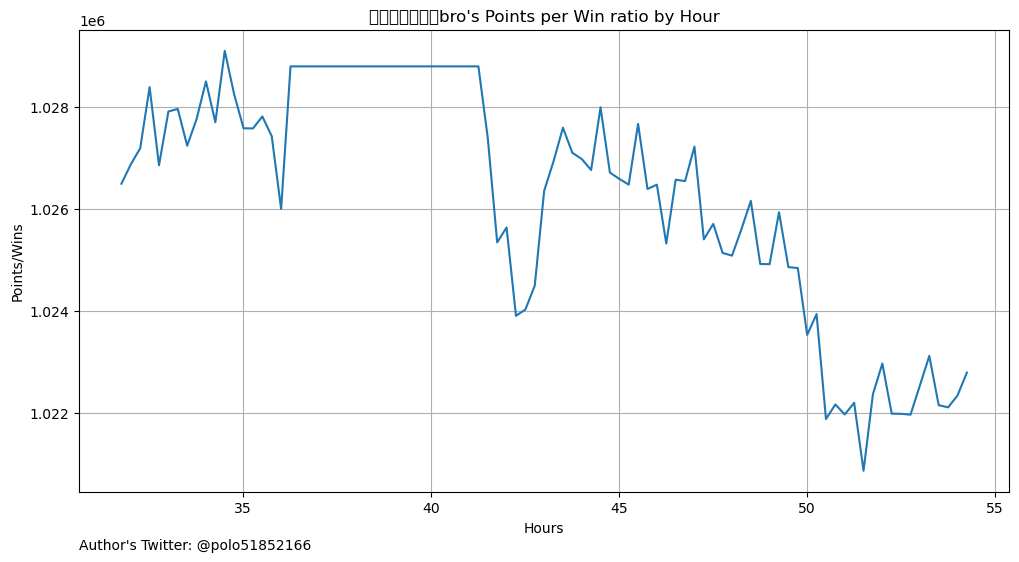 bro's Points per Win ratio by Hour
1e6
1.028
1.026
1.024
1.022
Points/Wins
35
40
45
50
55
Hours
Author's Twitter: @polo51852166